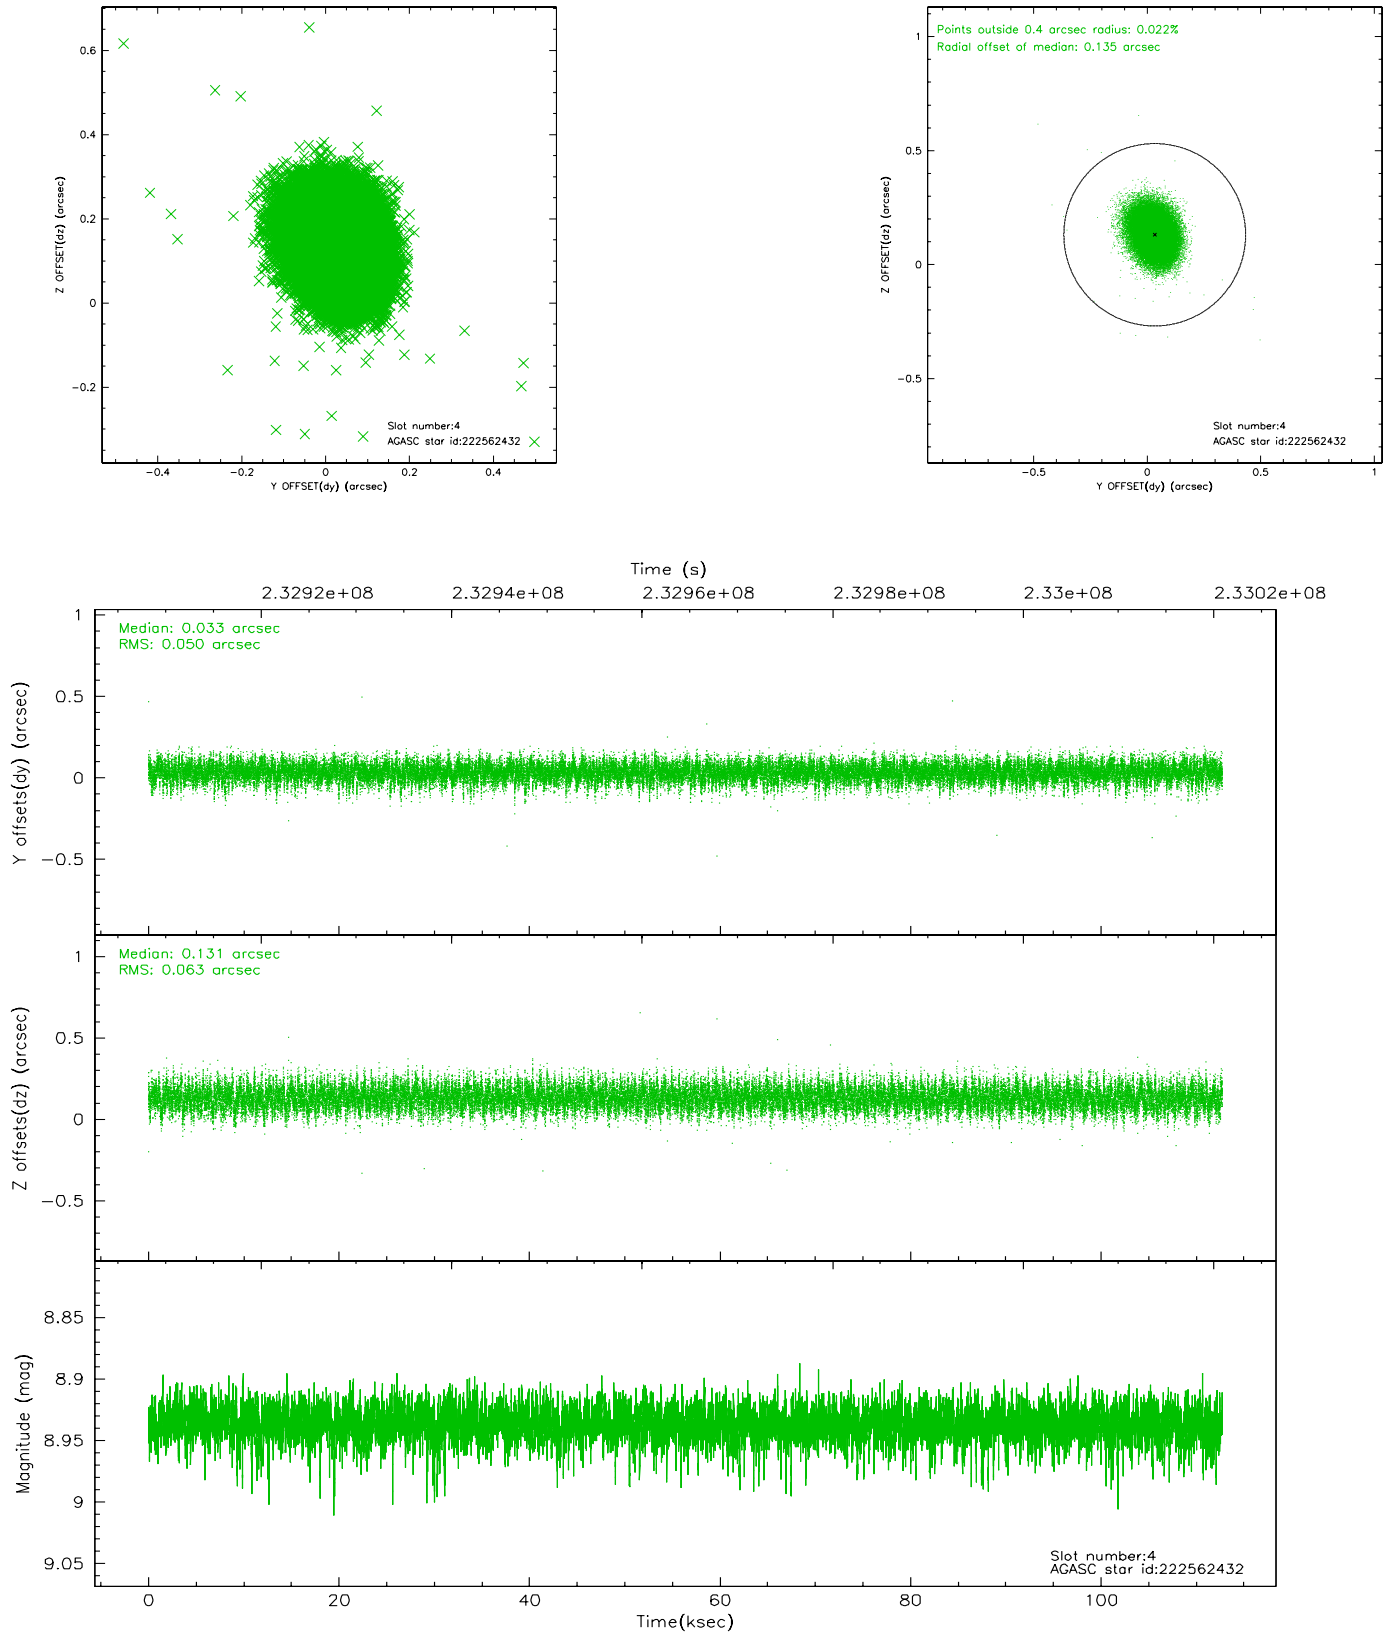 0.6
0.4
0.2
0
−0.2
Z OFFSET(dz) (arcsec)
Slot number:4
AGASC star id:222562432
−0.4 −0.2 0 0.2 0.4
Y OFFSET(dy) (arcsec)
Points outside 0.4 arcsec radius: 0.022%
Radial offset of median: 0.135 arcsec
1
0.5
0
−0.5
Z OFFSET(dz) (arcsec)
Slot number:4
AGASC star id:222562432
−0.5 0 0.5 1
Y OFFSET(dy) (arcsec)
Time (s)
2.3292e+08 2.3294e+08 2.3296e+08 2.3298e+08 2.33e+08 2.3302e+08
Median: 0.033 arcsec
RMS: 0.050 arcsec
1
0.5
0
−0.5
Y offsets(dy) (arcsec)
Median: 0.131 arcsec
RMS: 0.063 arcsec
1
0.5
0
−0.5
Z offsets(dz) (arcsec)
8.85
8.9
8.95
9
9.05
Magnitude (mag)
Slot number:4
AGASC star id:222562432
0 20 40 60 80 100
Time(ksec)